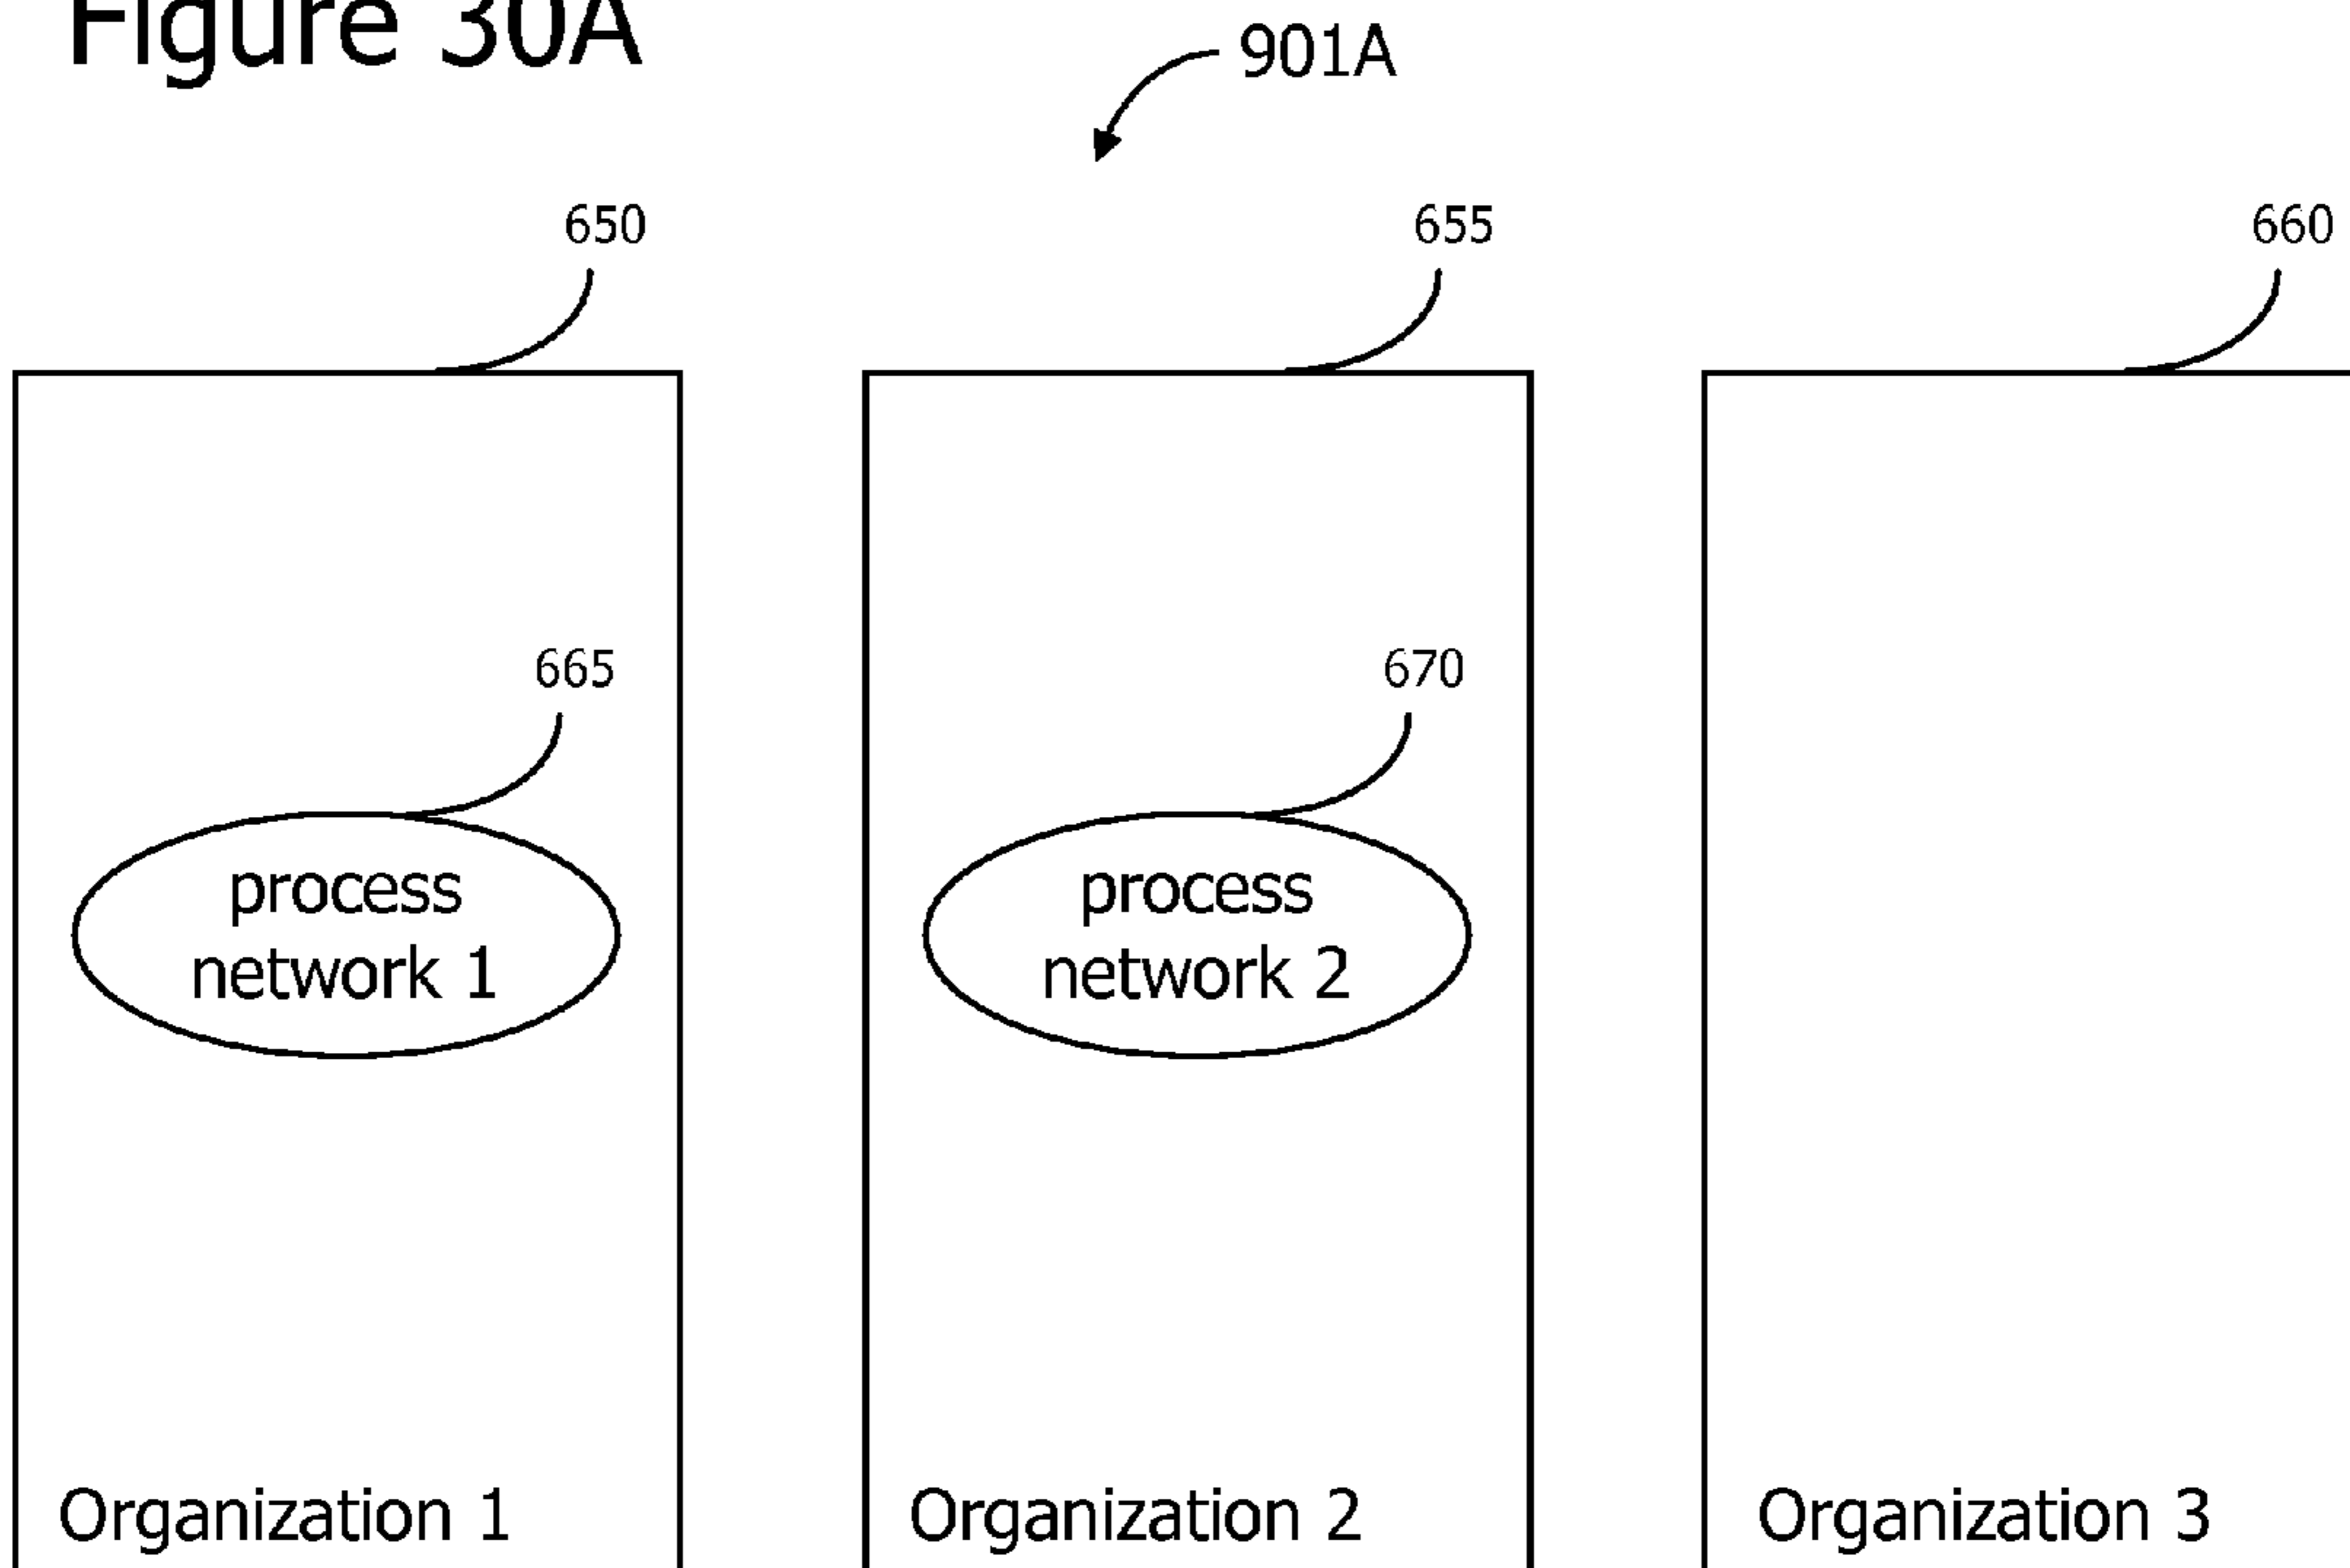 Figure 30A
901A
650
655
660
665
670
process
network 1
process
network 2
Organization 1
Organization 2
Organization 3